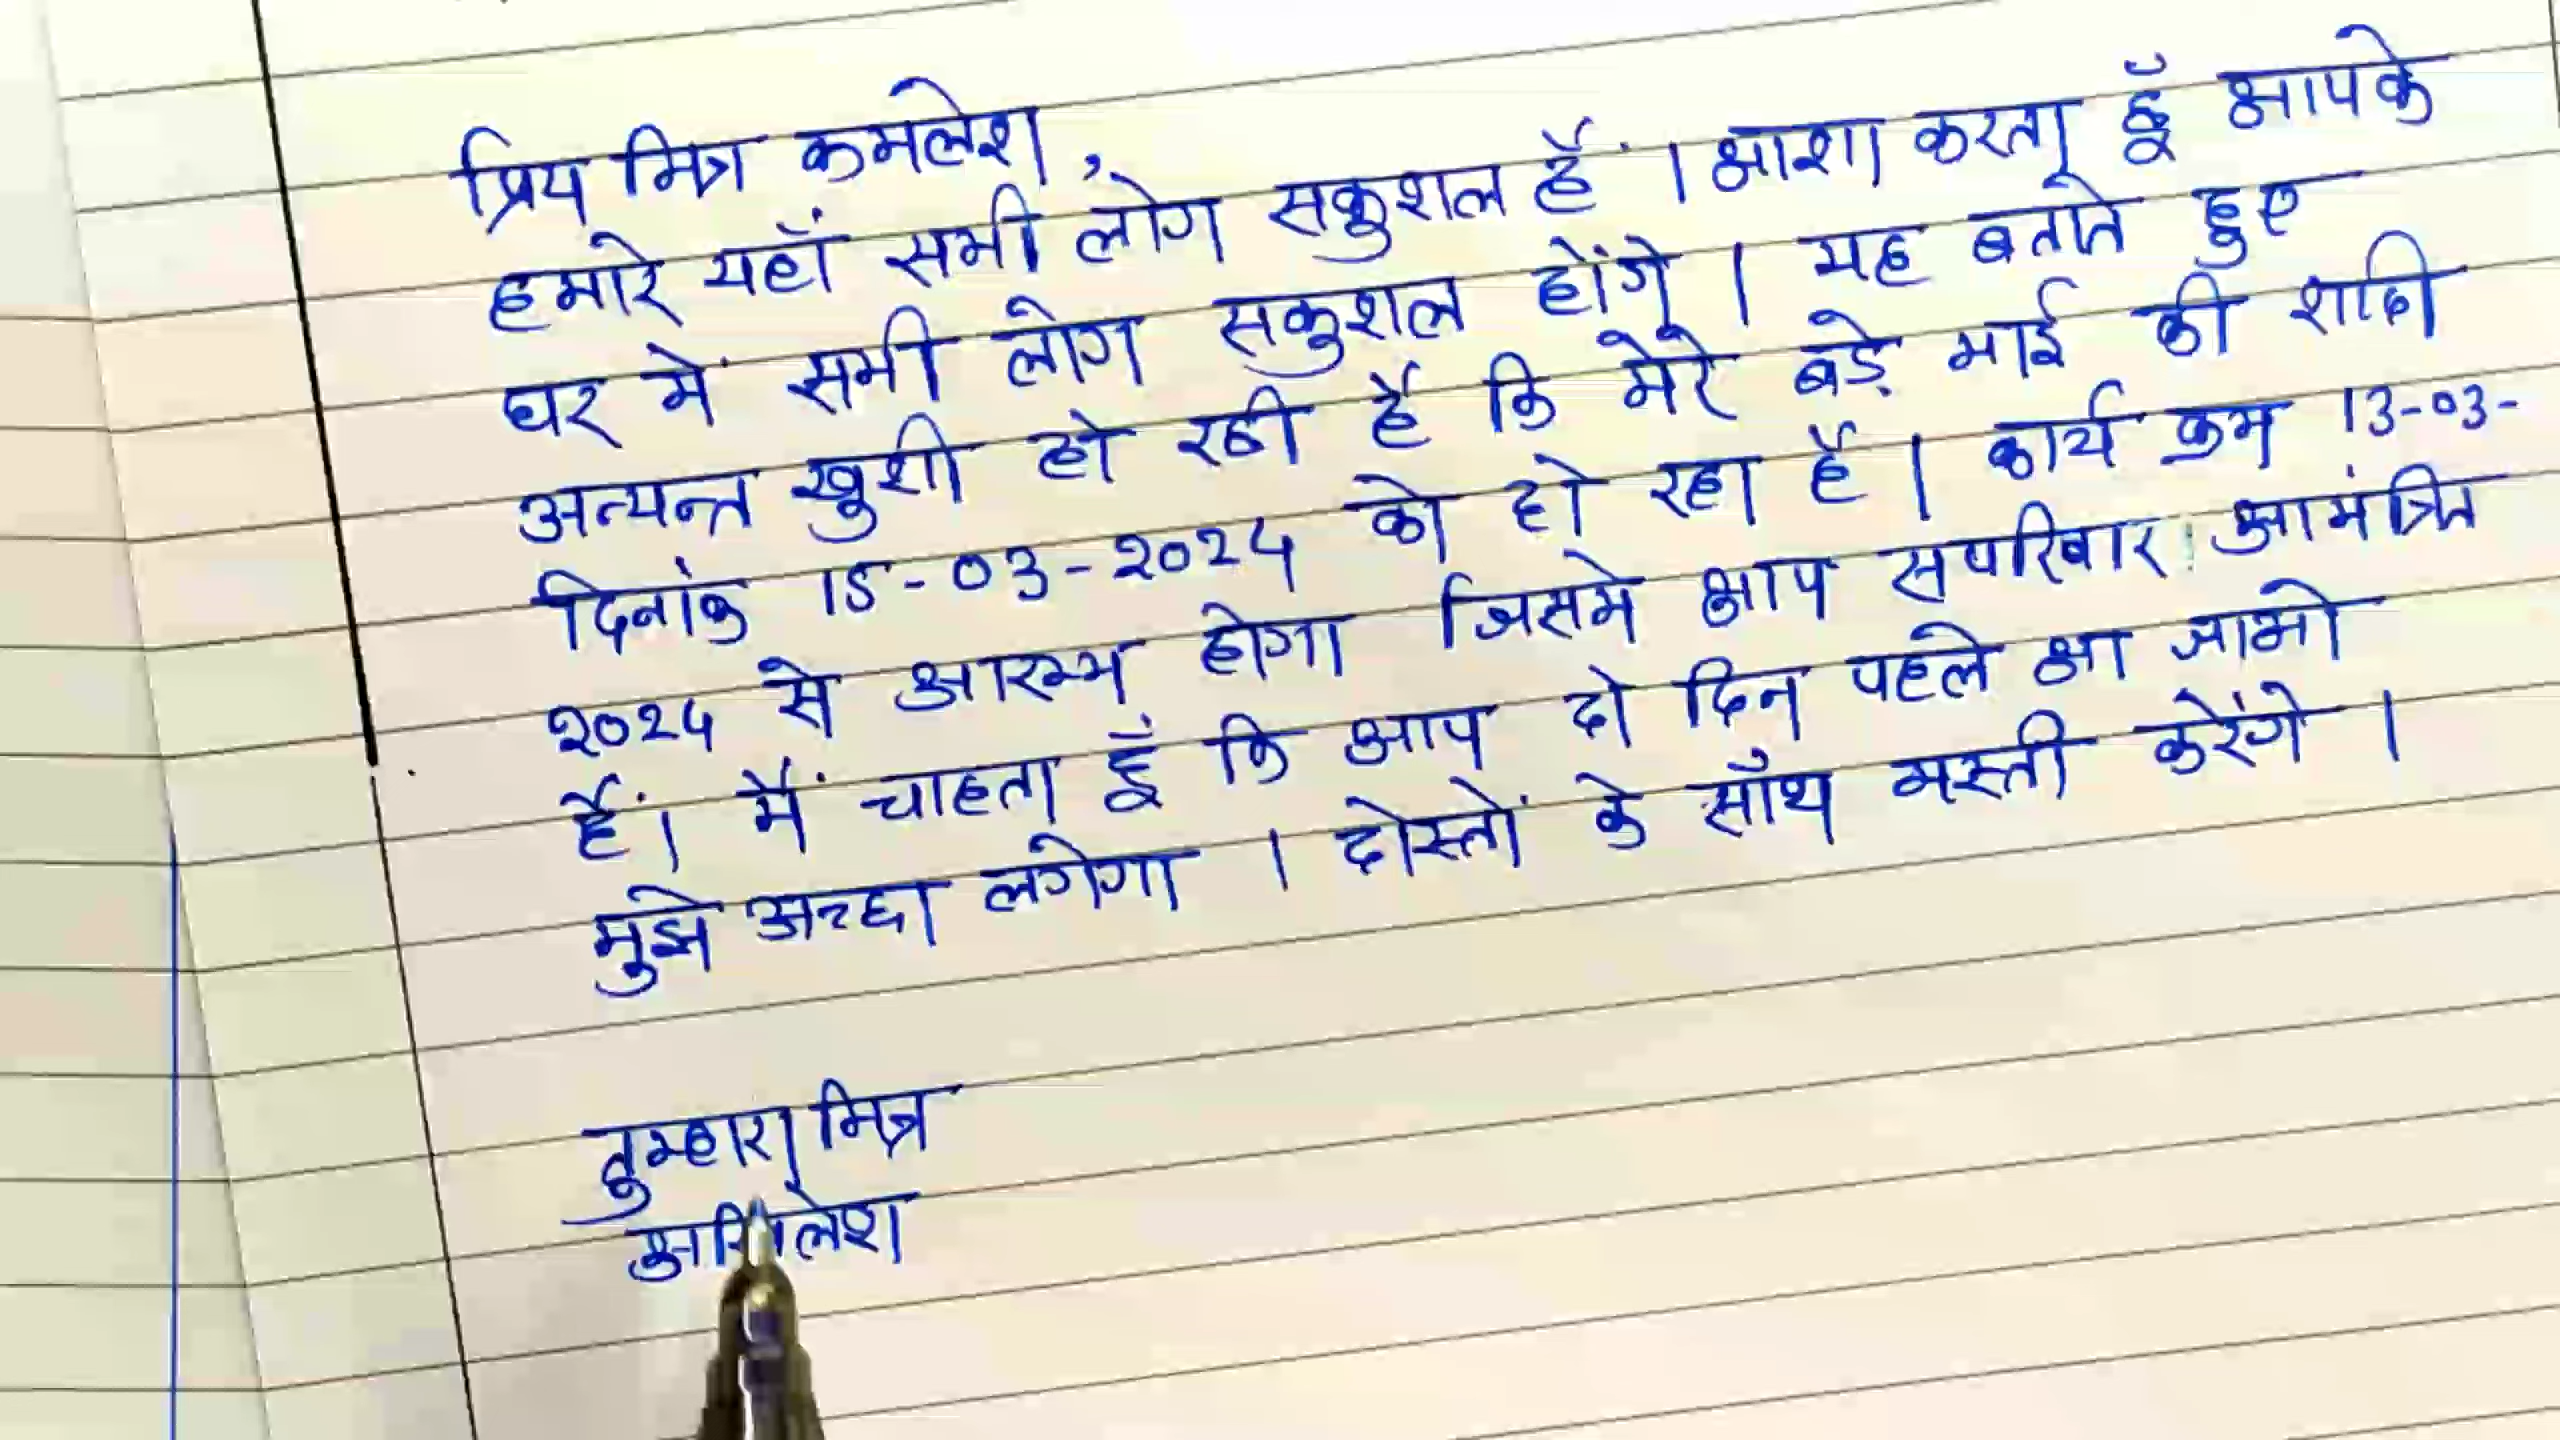 प्रिय मित्र कमलेश,
हमारे यहाँ सभी लोग सकुशल हैं । आशा करता हूँ आपके
घर में सभी लोग सकुशल होंगे । यह बताते हुए
अत्यन्त खुशी हो रही है कि मेरे बड़े भाई की शादी
दिनांक 15-03-2024 को हो रहा है । कार्य क्रम 13-03-
2024 से आरम्भ होगा जिसमे आप सपरिवार आमंत्रित
हैं। मैं चाहता हूँ कि आप दो दिन पहले आ जाओ
मुझे अच्छा लगेगा । दोस्तों के साँथ मस्ती करेंगे ।
तुम्हारा मित्र
अखिलेश